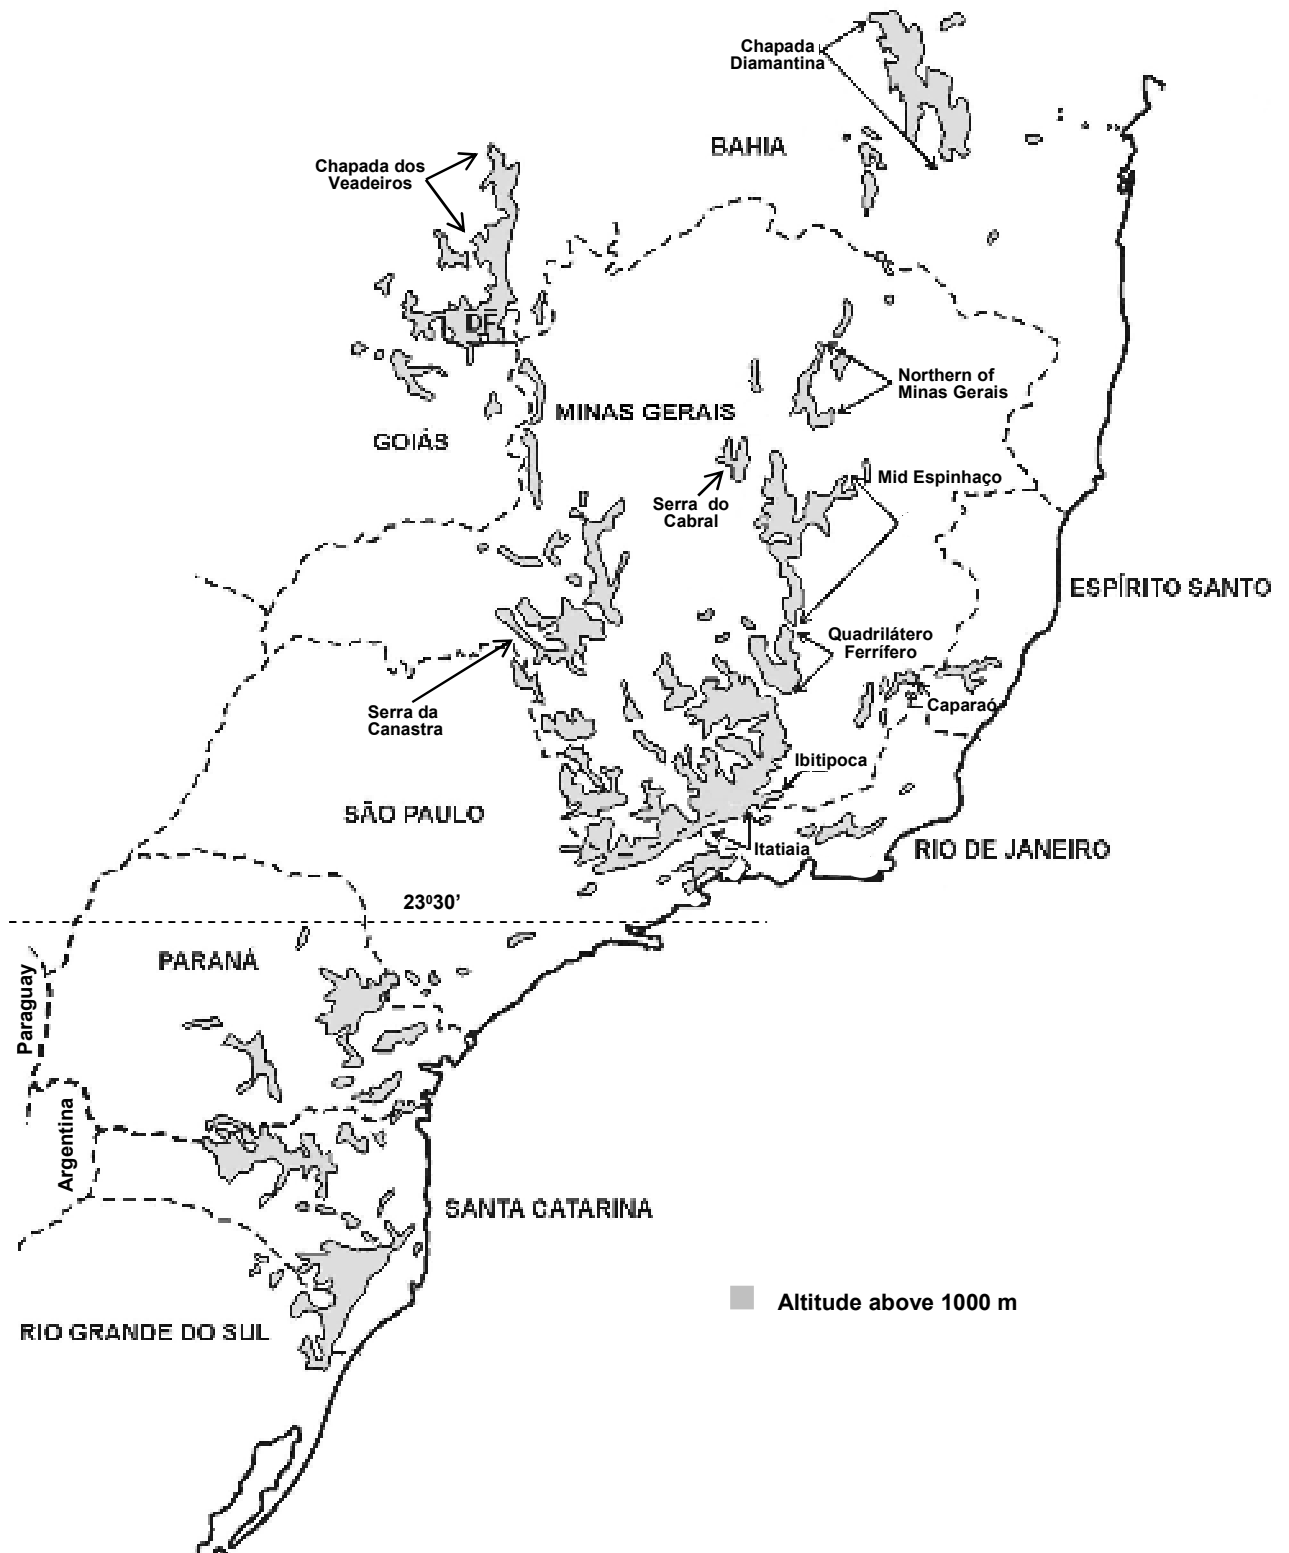 Chapada
Diamantina
BAHIA
Chapada dos
Veadeiros
DF
Northern of
Minas Gerais
MINAS GERAIS
GOIÁS
Mid Espinhaço
Serra do
Cabral
ESPÍRITO SANTO
Quadrilátero
Ferrífero
Serra da
Canastra
Caparaó
Ibitipoca
SÃO PAULO
Itatiaia
RIO DE JANEIRO
23º30’
PARANÁ
Paraguay
Argentina
SANTA CATARINA
Altitude above 1000 m
RIO GRANDE DO SUL